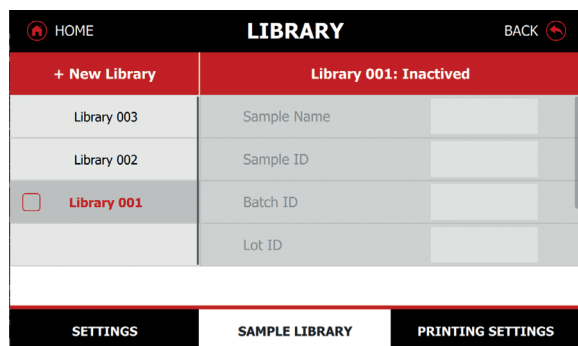 HOME
LIBRARY
BACK
+ New Library
Library 001: Inactived
Library 003
Sample Name
Library 002
Sample ID
Library 001
Batch ID
Lot ID
SETTINGS
SAMPLE LIBRARY
PRINTING SETTINGS